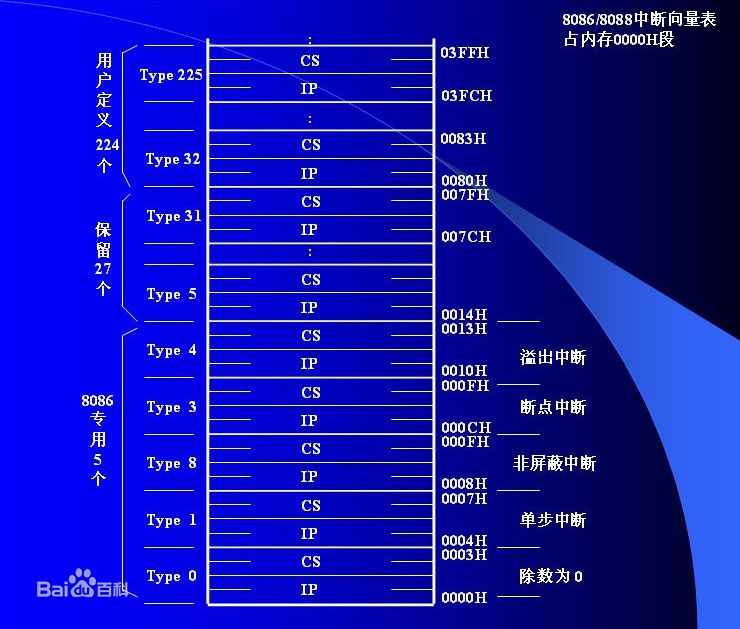 8086/8088中断向量表
占内存0000H段
用户定义224个
Type 225
:
CS
IP
03FFH
03FCH
:
Type 32
CS
IP
0083H
0080H
保留27个
Type 31
CS
IP
007FH
007CH
:
Type 5
CS
IP
0014H
8086专用5个
Type 4
CS
IP
0013H
0010H
溢出中断
Type 3
CS
IP
000FH
000CH
断点中断
Type 8
CS
IP
000FH
0008H
非屏蔽中断
Type 1
CS
IP
0007H
0004H
单步中断
Type 0
CS
IP
0003H
0000H
除数为0
Baidu百科